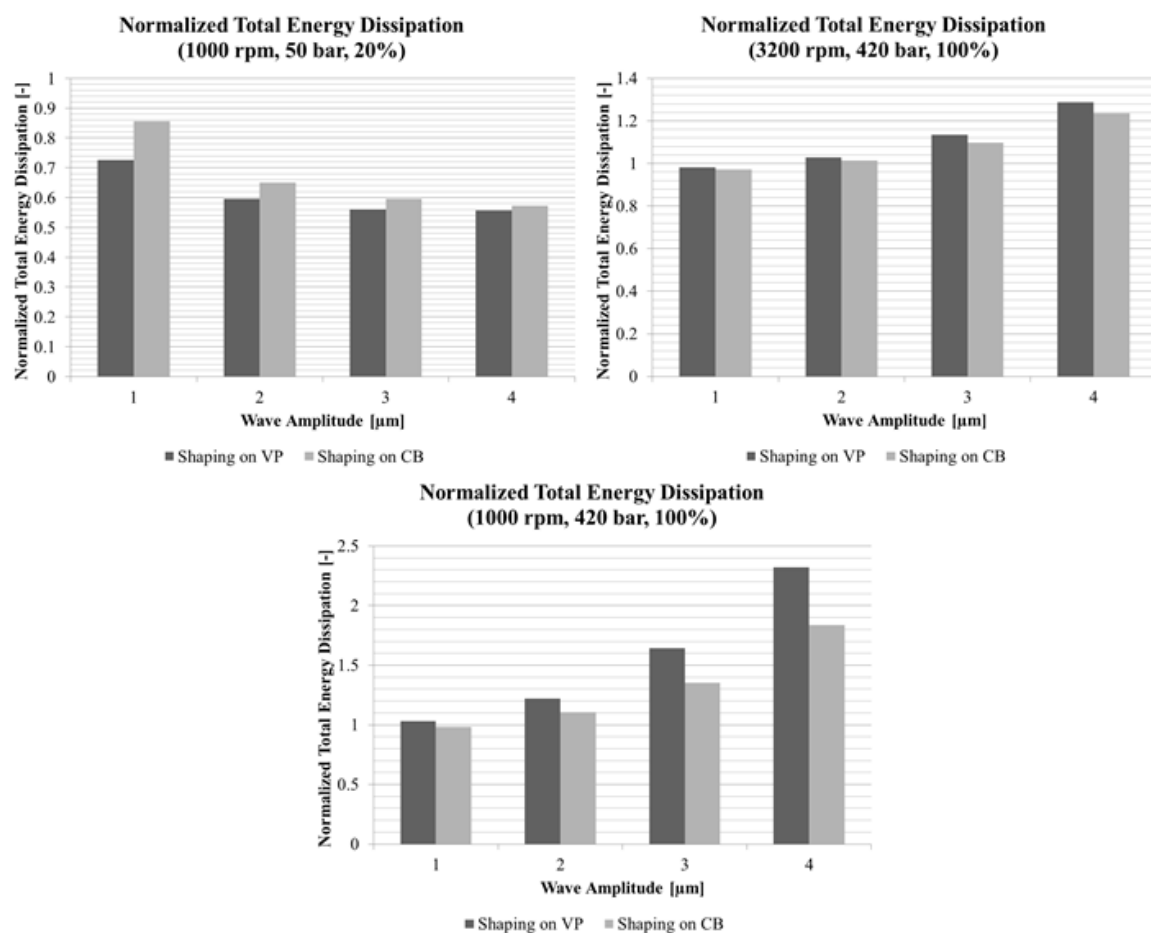 Normalized Total Energy Dissipation
(1000 rpm, 50 bar, 20%)
Normalized Total Energy Dissipation [-]
1
0.9
0.8
0.7
0.6
0.5
0.4
0.3
0.2
0.1
0
1
2
3
4
Wave Amplitude [µm]
Shaping on VP
Shaping on CB
Normalized Total Energy Dissipation
(3200 rpm, 420 bar, 100%)
Normalized Total Energy Dissipation [-]
1.4
1.2
1
0.8
0.6
0.4
0.2
0
1
2
3
4
Wave Amplitude [µm]
Shaping on VP
Shaping on CB
Normalized Total Energy Dissipation
(1000 rpm, 420 bar, 100%)
Normalized Total Energy Dissipation [-]
2.5
2
1.5
1
0.5
0
1
2
3
4
Wave Amplitude [µm]
Shaping on VP
Shaping on CB